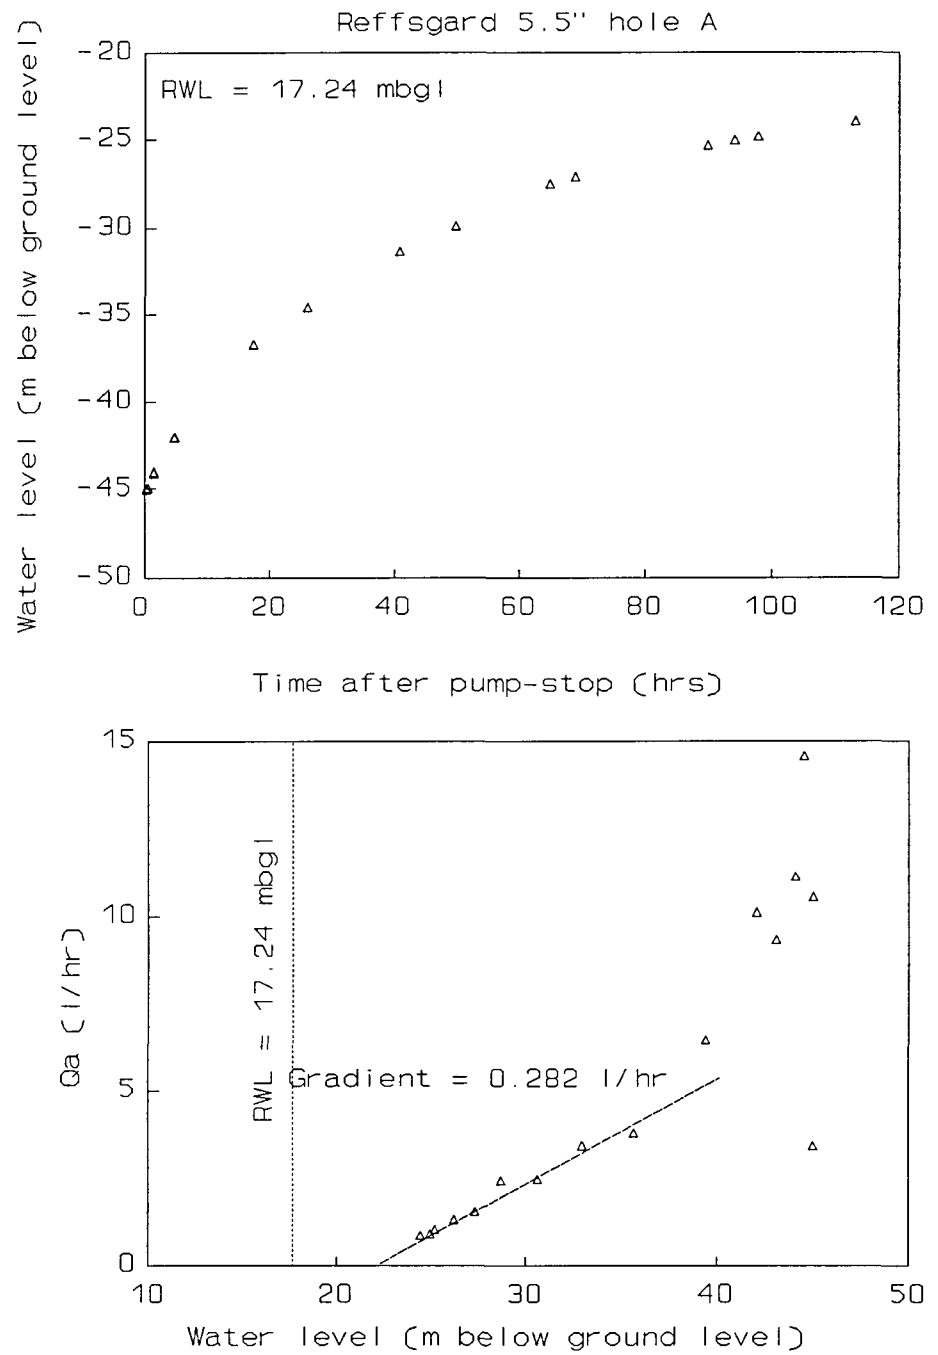 Reffsgard 5.5" hole A
Water level (m below ground level)
-20
-25
-30
-35
-40
-45
-50
RWL = 17.24 mbgl
0 20 40 60 80 100 120
Time after pump-stop (hrs)
Qa (l/hr)
15
10
5
0
RWL = 17.24 mbgl
Gradient = 0.282 l/hr
10 20 30 40 50
Water level (m below ground level)